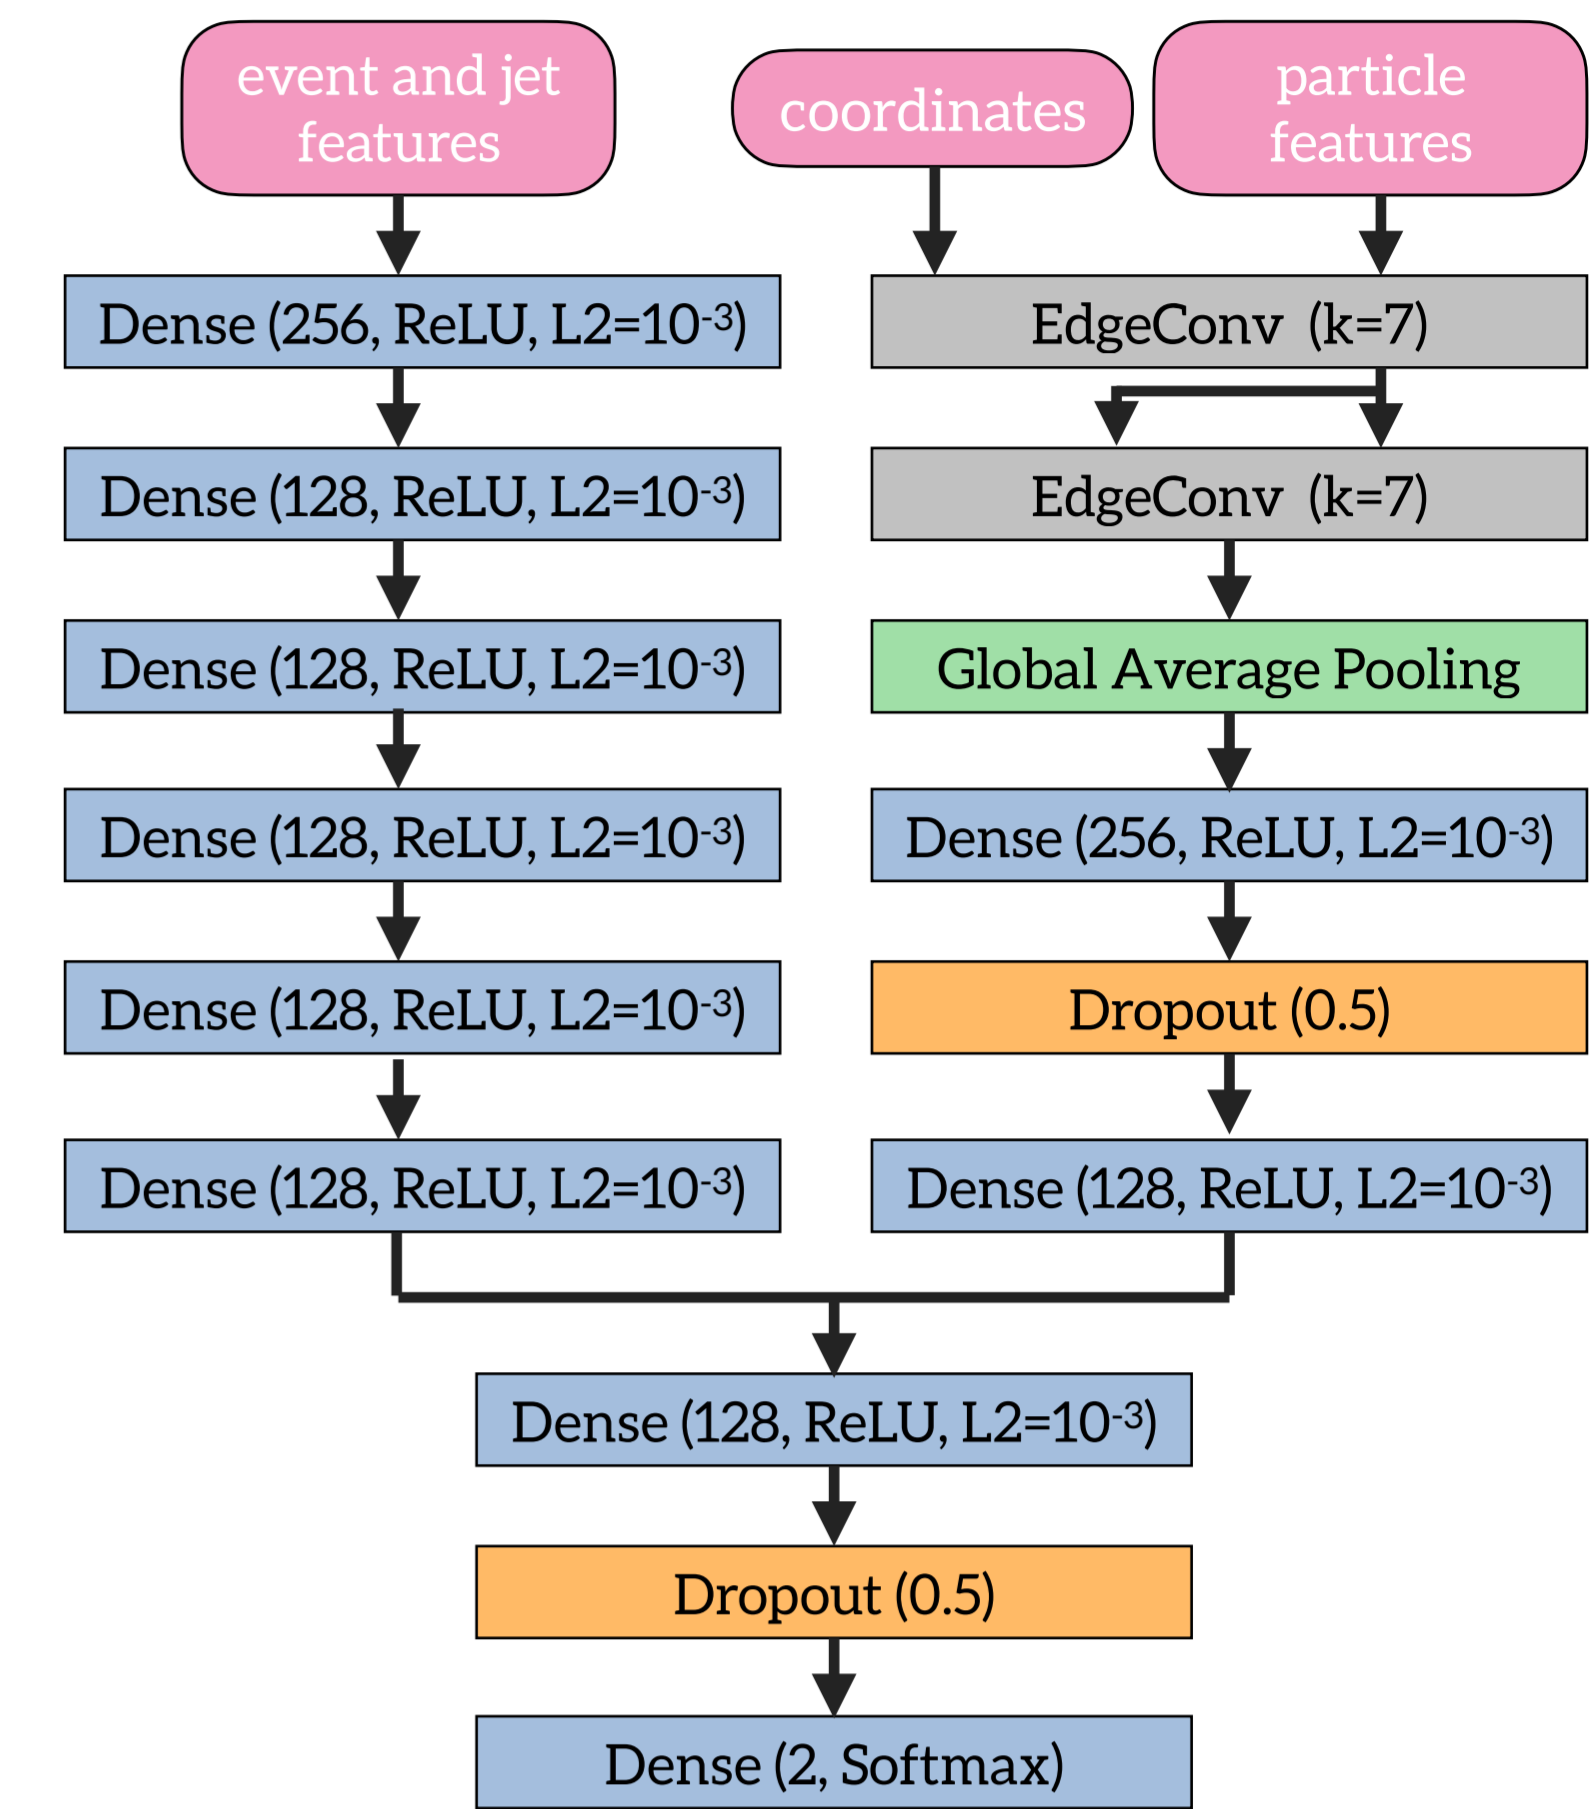 event and jet
features
coordinates
particle
features
Dense (256, ReLU, L2=10⁻³)
EdgeConv (k=7)
Dense (128, ReLU, L2=10⁻³)
EdgeConv (k=7)
Dense (128, ReLU, L2=10⁻³)
Global Average Pooling
Dense (128, ReLU, L2=10⁻³)
Dense (256, ReLU, L2=10⁻³)
Dense (128, ReLU, L2=10⁻³)
Dropout (0.5)
Dense (128, ReLU, L2=10⁻³)
Dense (128, ReLU, L2=10⁻³)
Dense (128, ReLU, L2=10⁻³)
Dropout (0.5)
Dense (2, Softmax)